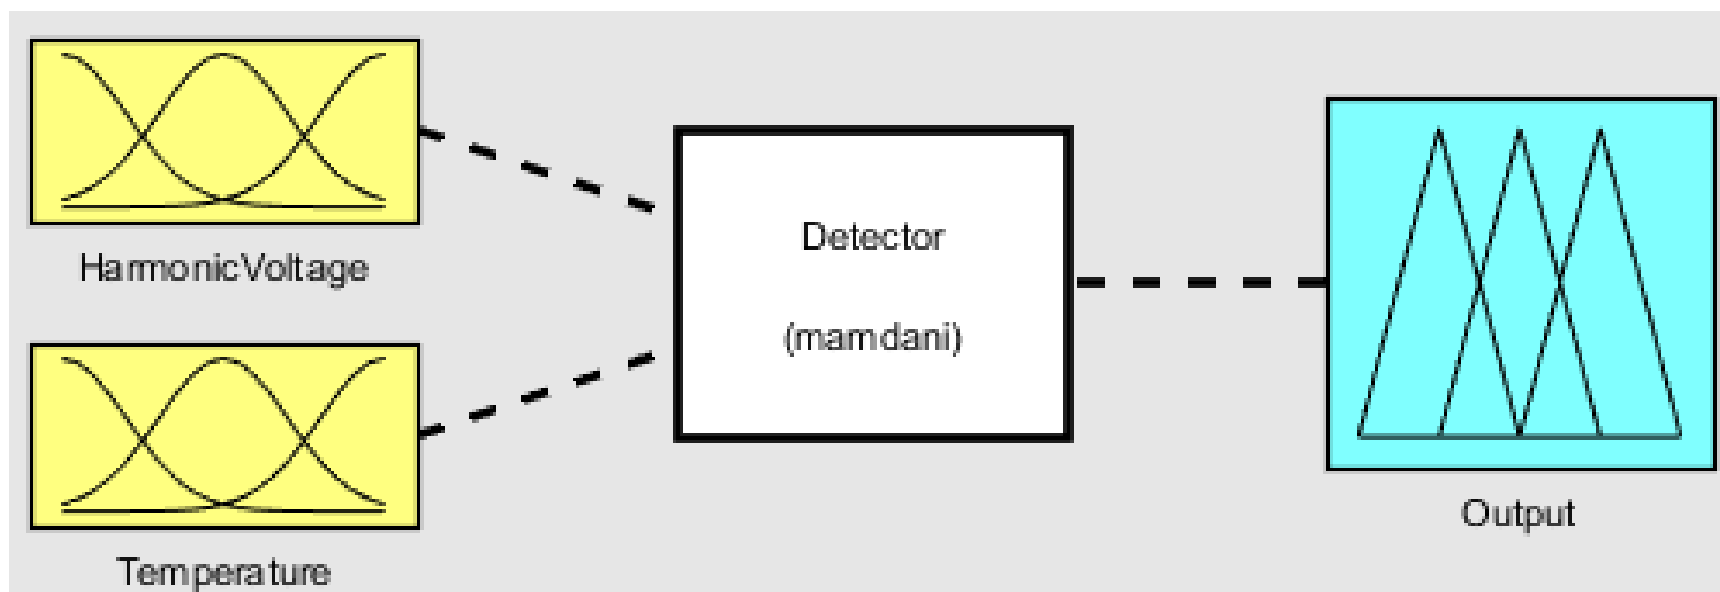 HarmonicVoltage
Temperature
Detector
(mamdani)
Output